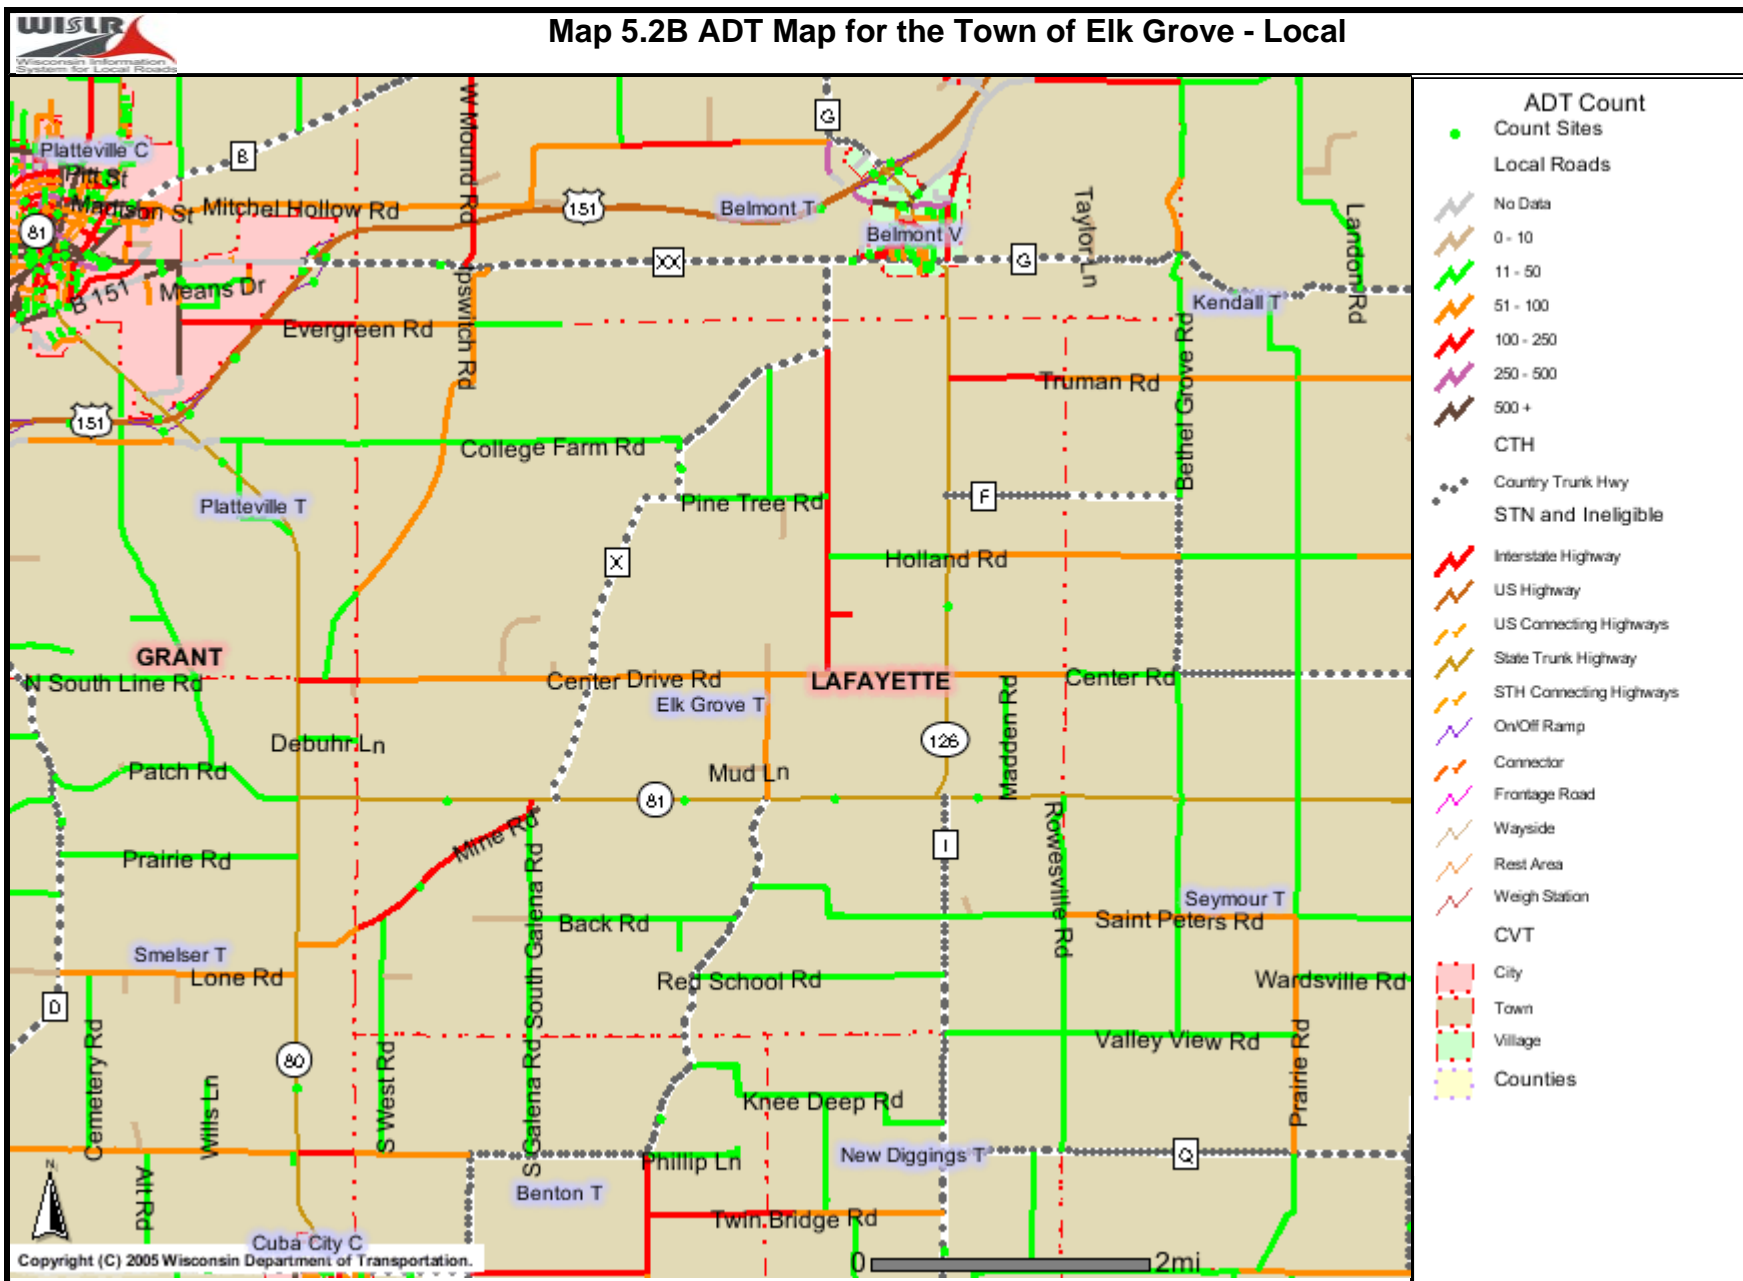 WISLR
Wisconsin Information
System for Local Roads
Map 5.2B ADT Map for the Town of Elk Grove - Local
Platteville C
Pitt St
Madison St
Mitchel Hollow Rd
B
81
W Mound Rd
151
Belmont T
G
Belmont V
Taylor Ln
Landon Rd
XX
G
Kendall T
B 151
Means Dr
Evergreen Rd
Ipswitch Rd
Truman Rd
Bethel Grove Rd
151
College Farm Rd
Platteville T
Pine Tree Rd
F
X
Holland Rd
GRANT
N South Line Rd
Center Drive Rd
LAFAYETTE
Center Rd
Elk Grove T
Debuhr Ln
Patch Rd
Mud Ln
126
Madden Rd
81
Mine Rd
I
Rowesville Rd
Prairie Rd
South Galena Rd
Back Rd
Seymour T
Saint Peters Rd
Smelser T
Lone Rd
Red School Rd
Wardsville Rd
D
Cemetery Rd
Wills Ln
80
S West Rd
S Galena Rd
Valley View Rd
Prairie Rd
Knee Deep Rd
Phillip Ln
New Diggings T
Q
Alt Rd
Benton T
Twin Bridge Rd
Cuba City C
N
Copyright (C) 2005 Wisconsin Department of Transportation.
0 2mi
ADT Count
Count Sites
Local Roads
No Data
0 - 10
11 - 50
51 - 100
100 - 250
250 - 500
500 +
CTH
Country Trunk Hwy
STN and Ineligible
Interstate Highway
US Highway
US Connecting Highways
State Trunk Highway
STH Connecting Highways
On/Off Ramp
Connector
Frontage Road
Wayside
Rest Area
Weigh Station
CVT
City
Town
Village
Counties